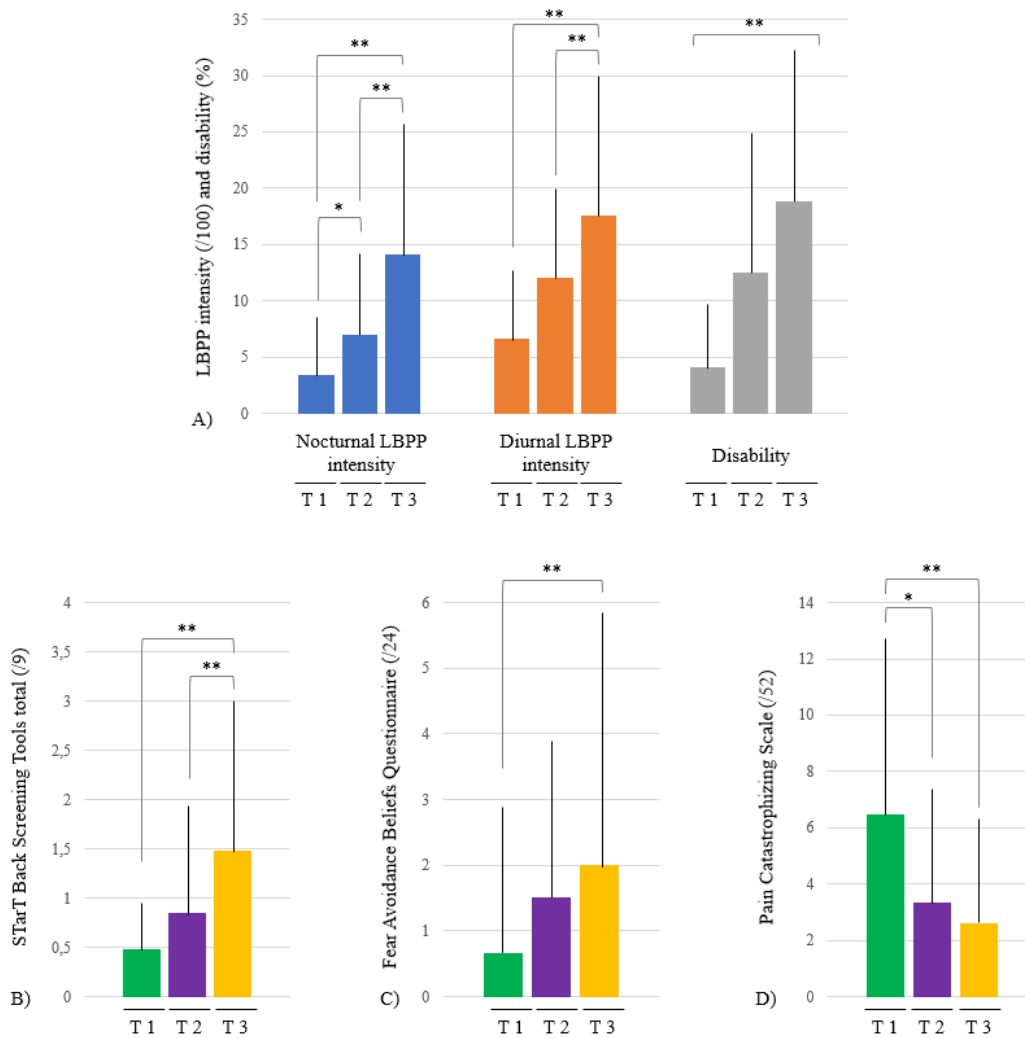 LBPP intensity (/100) and disability (%)
35
30
25
20
15
10
5
0
**
**
*
**
**
**
A)
Nocturnal LBPP
intensity
Diurnal LBPP
intensity
Disability
T 1 T 2 T 3
T 1 T 2 T 3
T 1 T 2 T 3
STarT Back Screening Tools total (/9)
4
3,5
3
2,5
2
1,5
1
0,5
0
**
**
B)
T 1 T 2 T 3
Fear Avoidance Beliefs Questionnaire (/24)
6
5
4
3
2
1
0
**
C)
T 1 T 2 T 3
Pain Catastrophizing Scale (/52)
14
12
10
8
6
4
2
0
**
*
D)
T 1 T 2 T 3